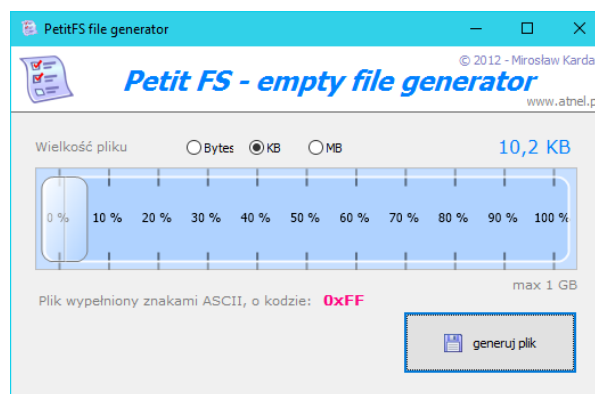 PetitFS file generator
© 2012 - Mirosław Karda
Petit FS - empty file generator
www.atnel.p
Wielkość pliku Bytes KB MB 10,2 KB
0 % 10 % 20 % 30 % 40 % 50 % 60 % 70 % 80 % 90 % 100 %
max 1 GB
Plik wypełniony znakami ASCII, o kodzie: 0xFF
generuj plik